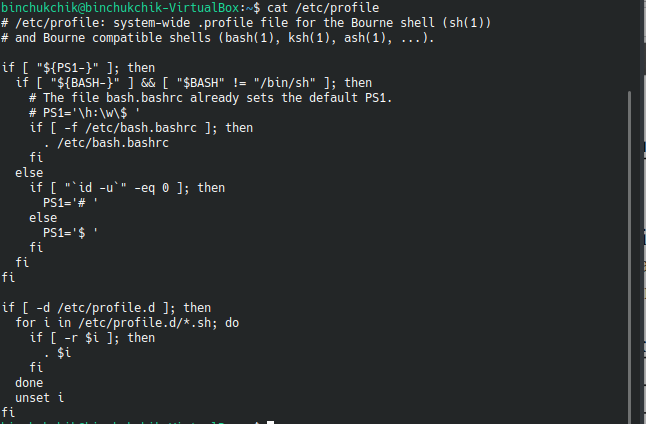 binchukchik@binchukchik-VirtualBox:~$ cat /etc/profile
# /etc/profile: system-wide .profile file for the Bourne shell (sh(1))
# and Bourne compatible shells (bash(1), ksh(1), ash(1), ...).

if [ "${PS1-}" ]; then
  if [ "${BASH-}" ] && [ "$BASH" != "/bin/sh" ]; then
    # The file bash.bashrc already sets the default PS1.
    # PS1='\h:\w\$ '
    if [ -f /etc/bash.bashrc ]; then
      . /etc/bash.bashrc
    fi
  else
    if [ "`id -u`" -eq 0 ]; then
      PS1='# '
    else
      PS1='$ '
    fi
  fi
fi

if [ -d /etc/profile.d ]; then
  for i in /etc/profile.d/*.sh; do
    if [ -r $i ]; then
      . $i
    fi
  done
  unset i
fi